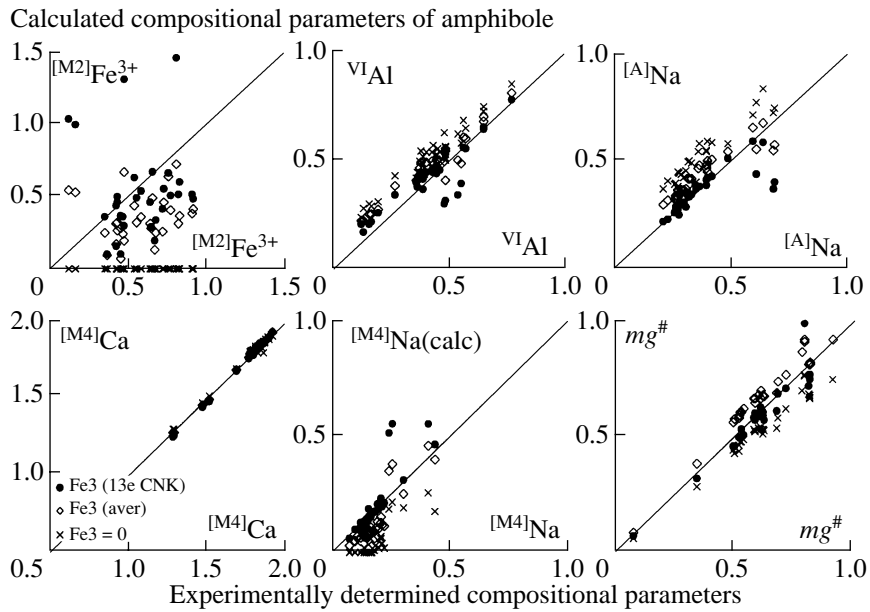 Calculated compositional parameters of amphibole
1.5
[M2]Fe3+
1.0
0.5
[M2]Fe3+
0 0.5 1.0 1.5
1.0
VIAl
0.5
VIAl
0 0.5 1.0
1.0
[A]Na
0.5
[A]Na
0 0.5 1.0
2.0
[M4]Ca
1.5
1.0
Fe3 (13e CNK)
Fe3 (aver)
Fe3 = 0
[M4]Ca
0.5 1.0 1.5 2.0
1.0
[M4]Na(calc)
0.5
[M4]Na
0 0.5 1.0
1.0
mg#
0.5
mg#
0 0.5 1.0
Experimentally determined compositional parameters